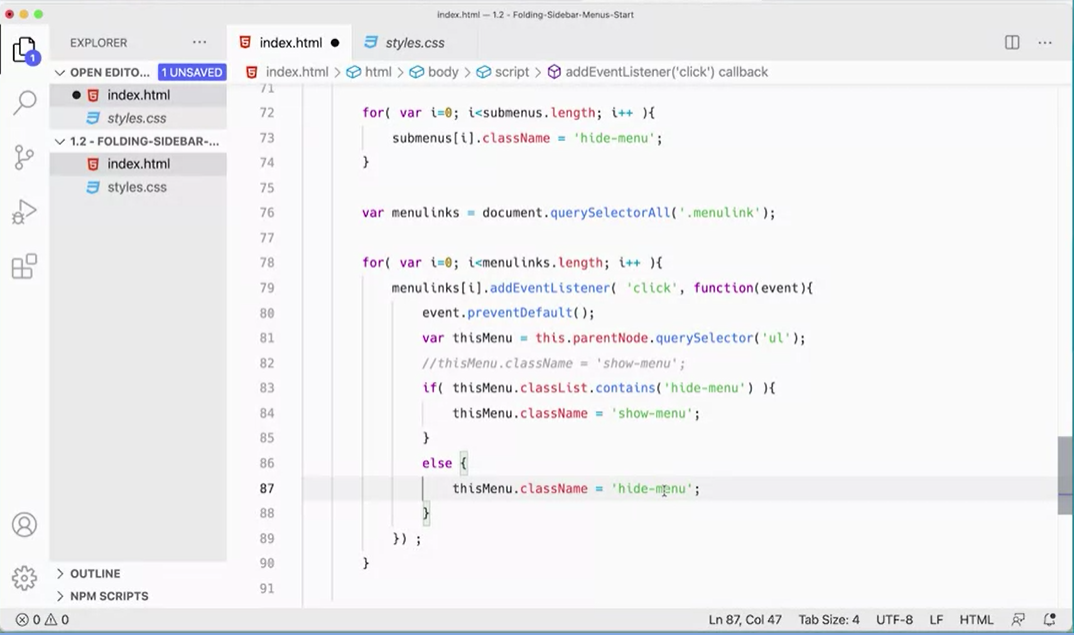 index.html — 1.2 - Folding-Sidebar-Menus-Start
EXPLORER
index.html
styles.css
OPEN EDITO... 1 UNSAVED
index.html
styles.css
1.2 - FOLDING-SIDEBAR-...
index.html
styles.css
OUTLINE
NPM SCRIPTS
1
index.html > html > body > script > addEventListener('click') callback
71
72 for( var i=0; i<submenus.length; i++ ){
73 submenus[i].className = 'hide-menu';
74 }
75
76 var menulinks = document.querySelectorAll('.menulink');
77
78 for( var i=0; i<menulinks.length; i++ ){
79 menulinks[i].addEventListener( 'click', function(event){
80 event.preventDefault();
81 var thisMenu = this.parentNode.querySelector('ul');
82 //thisMenu.className = 'show-menu';
83 if( thisMenu.classList.contains('hide-menu') ){
84 thisMenu.className = 'show-menu';
85 }
86 else {
87 thisMenu.className = 'hide-menu';
88 }
89 }) ;
90 }
91
0 0 Ln 87, Col 47 Tab Size: 4 UTF-8 LF HTML